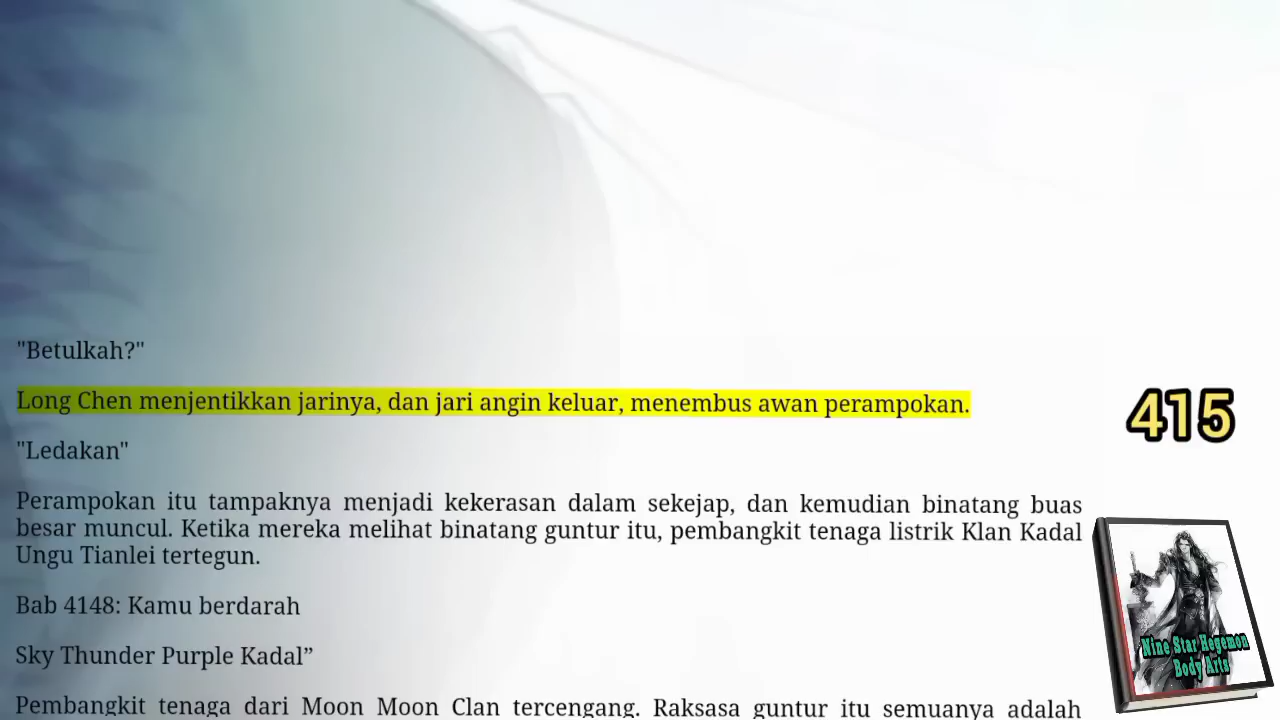 "Betulkah?"
Long Chen menjentikkan jarinya, dan jari angin keluar, menembus awan perampokan.
415
"Ledakan"
Perampokan itu tampaknya menjadi kekerasan dalam sekejap, dan kemudian binatang buas
besar muncul. Ketika mereka melihat binatang guntur itu, pembangkit tenaga listrik Klan Kadal
Ungu Tianlei tertegun.
Bab 4148: Kamu berdarah
Sky Thunder Purple Kadal”
Pembangkit tenaga dari Moon Moon Clan tercengang. Raksasa guntur itu semuanya adalah
Nine Star Hegemon
Body Arts